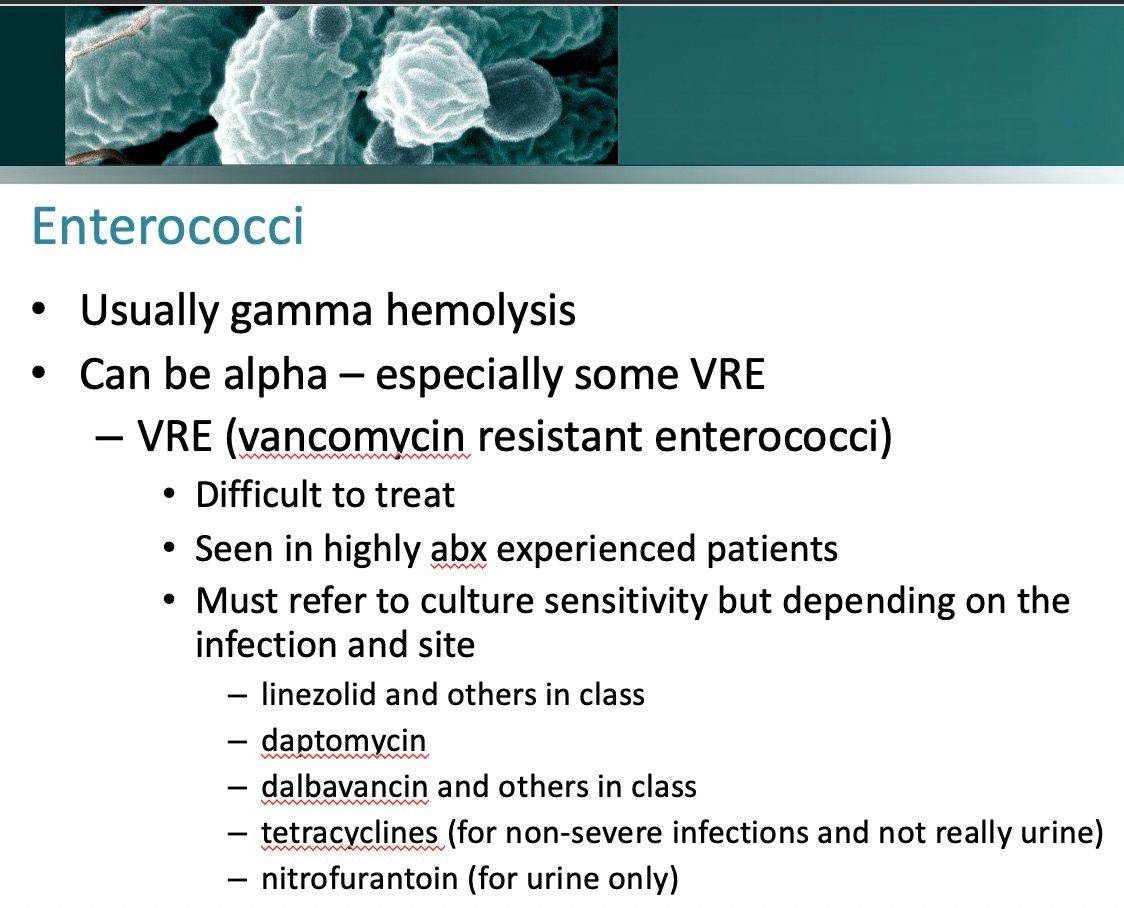 Enterococci
• Usually gamma hemolysis
• Can be alpha – especially some VRE
– VRE (vancomycin resistant enterococci)
• Difficult to treat
• Seen in highly abx experienced patients
• Must refer to culture sensitivity but depending on the
infection and site
– linezolid and others in class
– daptomycin
– dalbavancin and others in class
– tetracyclines (for non-severe infections and not really urine)
– nitrofurantoin (for urine only)